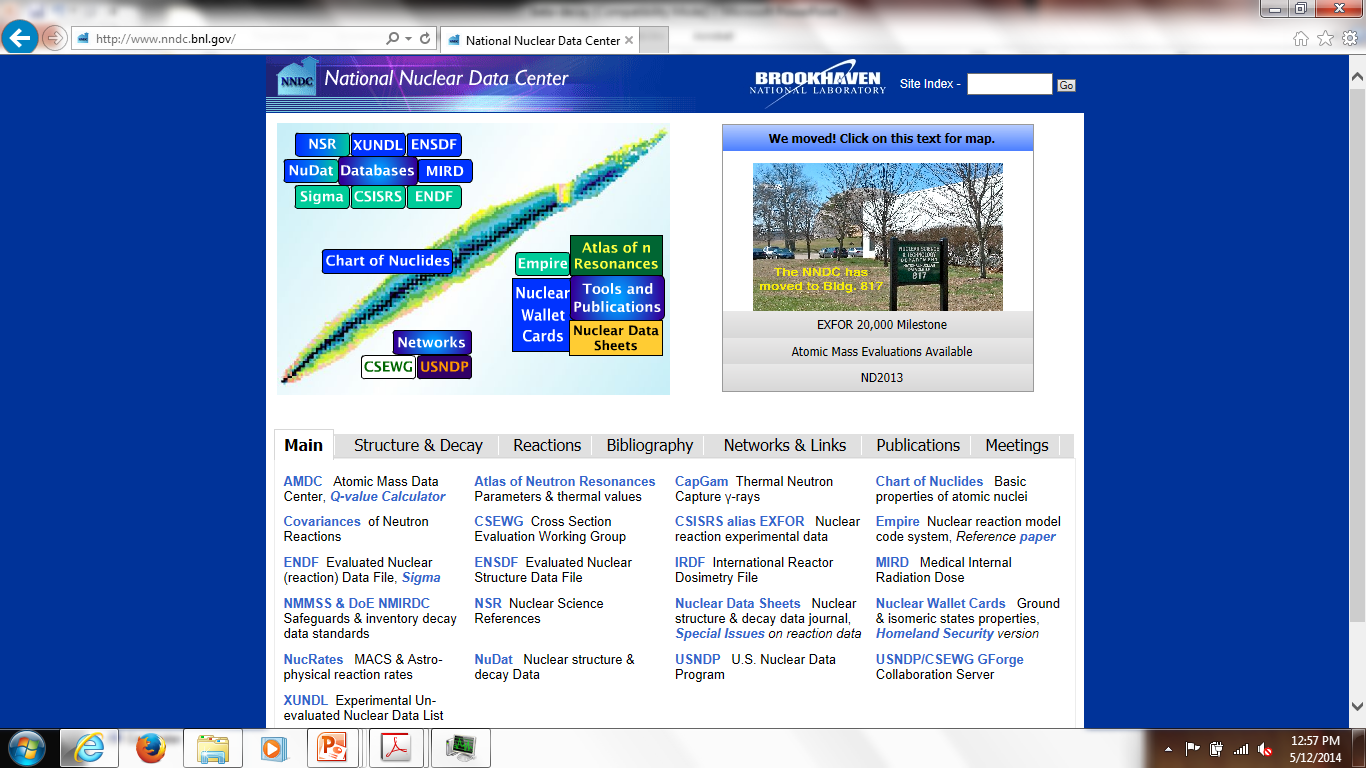 http://www.nndc.bnl.gov/
National Nuclear Data Center
NNDC
National Nuclear Data Center
BROOKHAVEN
NATIONAL LABORATORY
Site Index -
Go
NSR
XUNDL
ENSDF
NuDat
Databases
MIRD
Sigma
CSISRS
ENDF
Chart of Nuclides
Empire
Atlas of n
Resonances
Nuclear
Wallet
Cards
Tools and
Publications
Nuclear Data
Sheets
Networks
CSEWG
USNDP
We moved! Click on this text for map.
NUCLEAR SCIENCE
817
The NNDC has
moved to Bldg. 817
EXFOR 20,000 Milestone
Atomic Mass Evaluations Available
ND2013
Main
Structure & Decay
Reactions
Bibliography
Networks & Links
Publications
Meetings
AMDC Atomic Mass Data
Center, Q-value Calculator
Atlas of Neutron Resonances
Parameters & thermal values
CapGam Thermal Neutron
Capture γ-rays
Chart of Nuclides Basic
properties of atomic nuclei
Covariances of Neutron
Reactions
CSEWG Cross Section
Evaluation Working Group
CSISRS alias EXFOR Nuclear
reaction experimental data
Empire Nuclear reaction model
code system, Reference paper
ENDF Evaluated Nuclear
(reaction) Data File, Sigma
ENSDF Evaluated Nuclear
Structure Data File
IRDF International Reactor
Dosimetry File
MIRD Medical Internal
Radiation Dose
NMMSS & DoE NMIRDC
Safeguards & inventory decay
data standards
NSR Nuclear Science
References
Nuclear Data Sheets Nuclear
structure & decay data journal,
Special Issues on reaction data
Nuclear Wallet Cards Ground
& isomeric states properties,
Homeland Security version
NucRates MACS & Astro-
physical reaction rates
NuDat Nuclear structure &
decay Data
USNDP U.S. Nuclear Data
Program
USNDP/CSEWG GForge
Collaboration Server
XUNDL Experimental Un-
evaluated Nuclear Data List
12:57 PM
5/12/2014